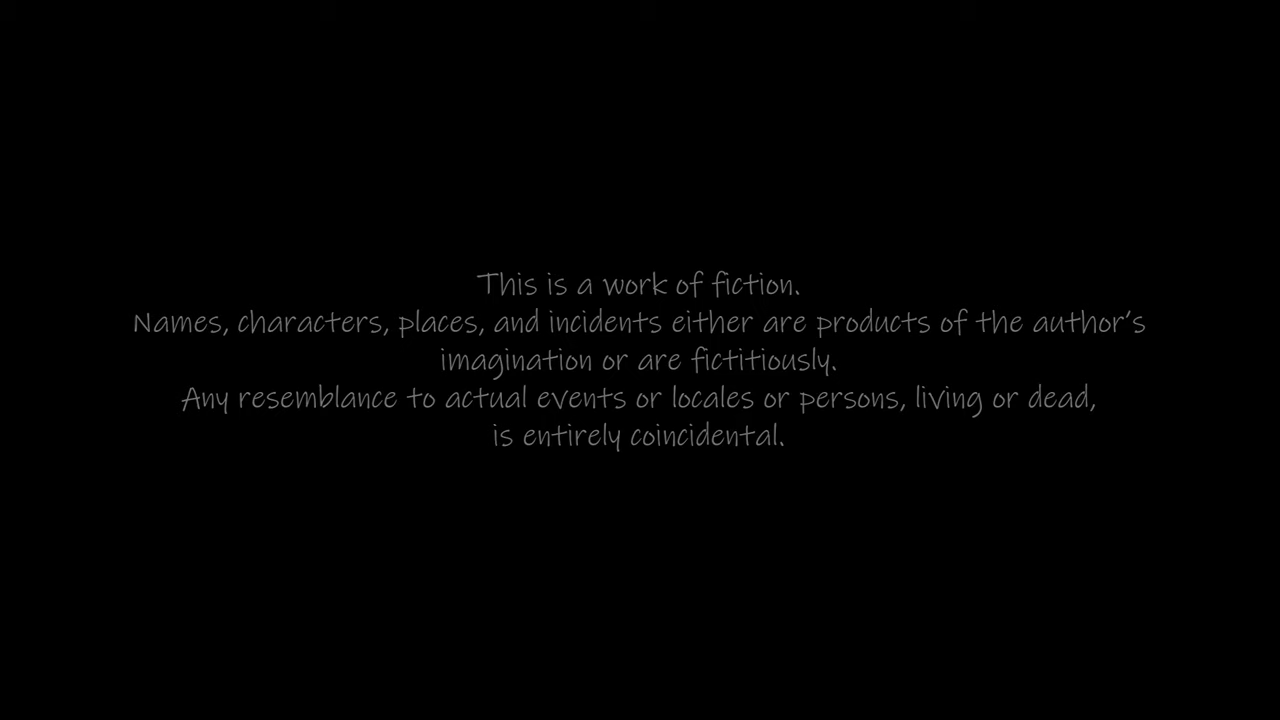 This is a work of fiction.
Names, characters, places, and incidents either are products of the author's
imagination or are fictitiously.
Any resemblance to actual events or locales or persons, living or dead,
is entirely coincidental.